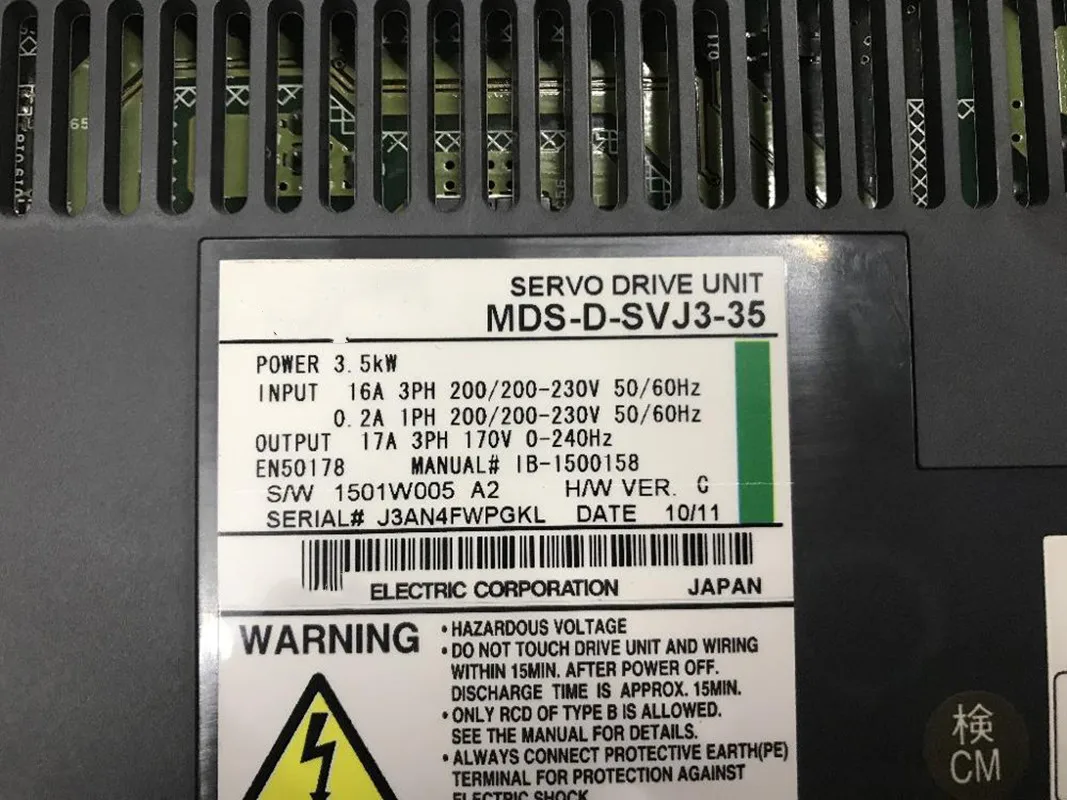 65
SERVO DRIVE UNIT
MDS-D-SVJ3-35
POWER 3.5kW
INPUT 16A 3PH 200/200-230V 50/60Hz
0.2A 1PH 200/200-230V 50/60Hz
OUTPUT 17A 3PH 170V 0-240Hz
EN50178 MANUAL# IB-1500158
S/W 1501W005 A2 H/W VER. C
SERIAL# J3AN4FWPGKL DATE 10/11
ELECTRIC CORPORATION JAPAN
WARNING
• HAZARDOUS VOLTAGE
• DO NOT TOUCH DRIVE UNIT AND WIRING
WITHIN 15MIN. AFTER POWER OFF.
DISCHARGE TIME IS APPROX. 15MIN.
• ONLY RCD OF TYPE B IS ALLOWED.
SEE THE MANUAL FOR DETAILS.
• ALWAYS CONNECT PROTECTIVE EARTH(PE)
TERMINAL FOR PROTECTION AGAINST
ELECTRIC SHOCK.
検
CM